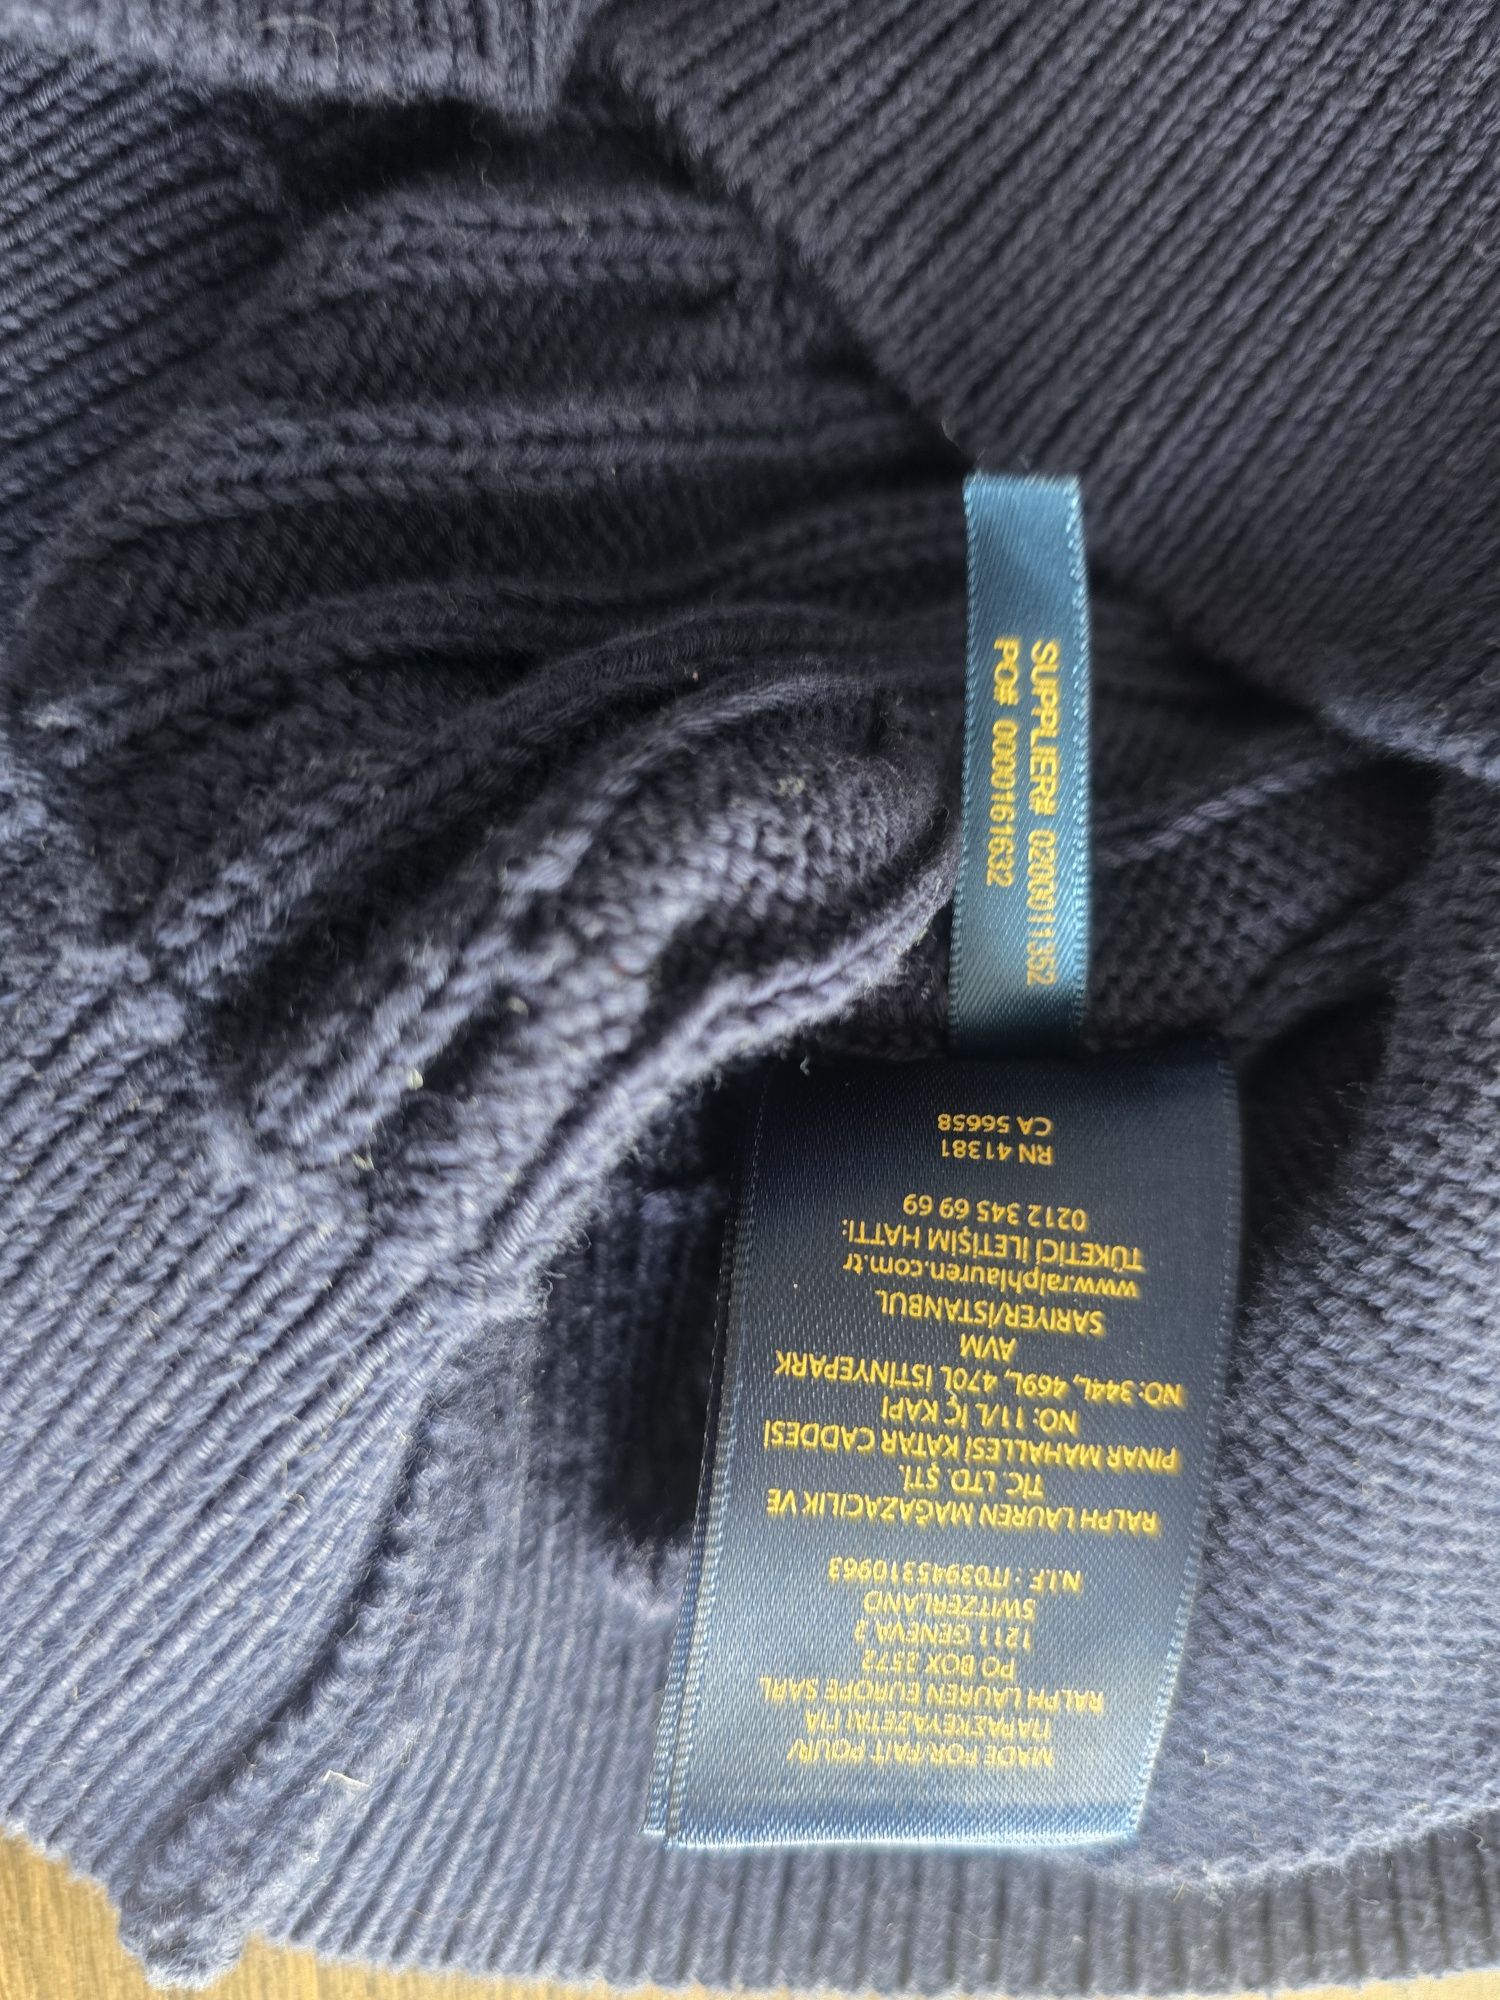 SUPPLIER# 0200011352
PO# 0000161632
MADE FOR/FAIT POUR/
ΠΑΡΑΣΚΕΥΑΖΕΤΑΙ ΓΙΑ
RALPH LAUREN EUROPE SARL
PO BOX 2572
1211 GENEVA 2
SWITZERLAND
N.I.F. : IT03945310963
RALPH LAUREN MAĞAZACILIK VE
TİC. LTD. ŞTİ.
PINAR MAHALLESİ KATAR CADDESİ
NO: 11/L İÇ KAPI
NO: 344L, 469L, 470L İSTİNYEPARK
AVM
SARIYER/İSTANBUL
www.ralphlauren.com.tr
TÜKETİCİ İLETİŞİM HATTI:
0212 345 69 69
RN 41381
CA 56658